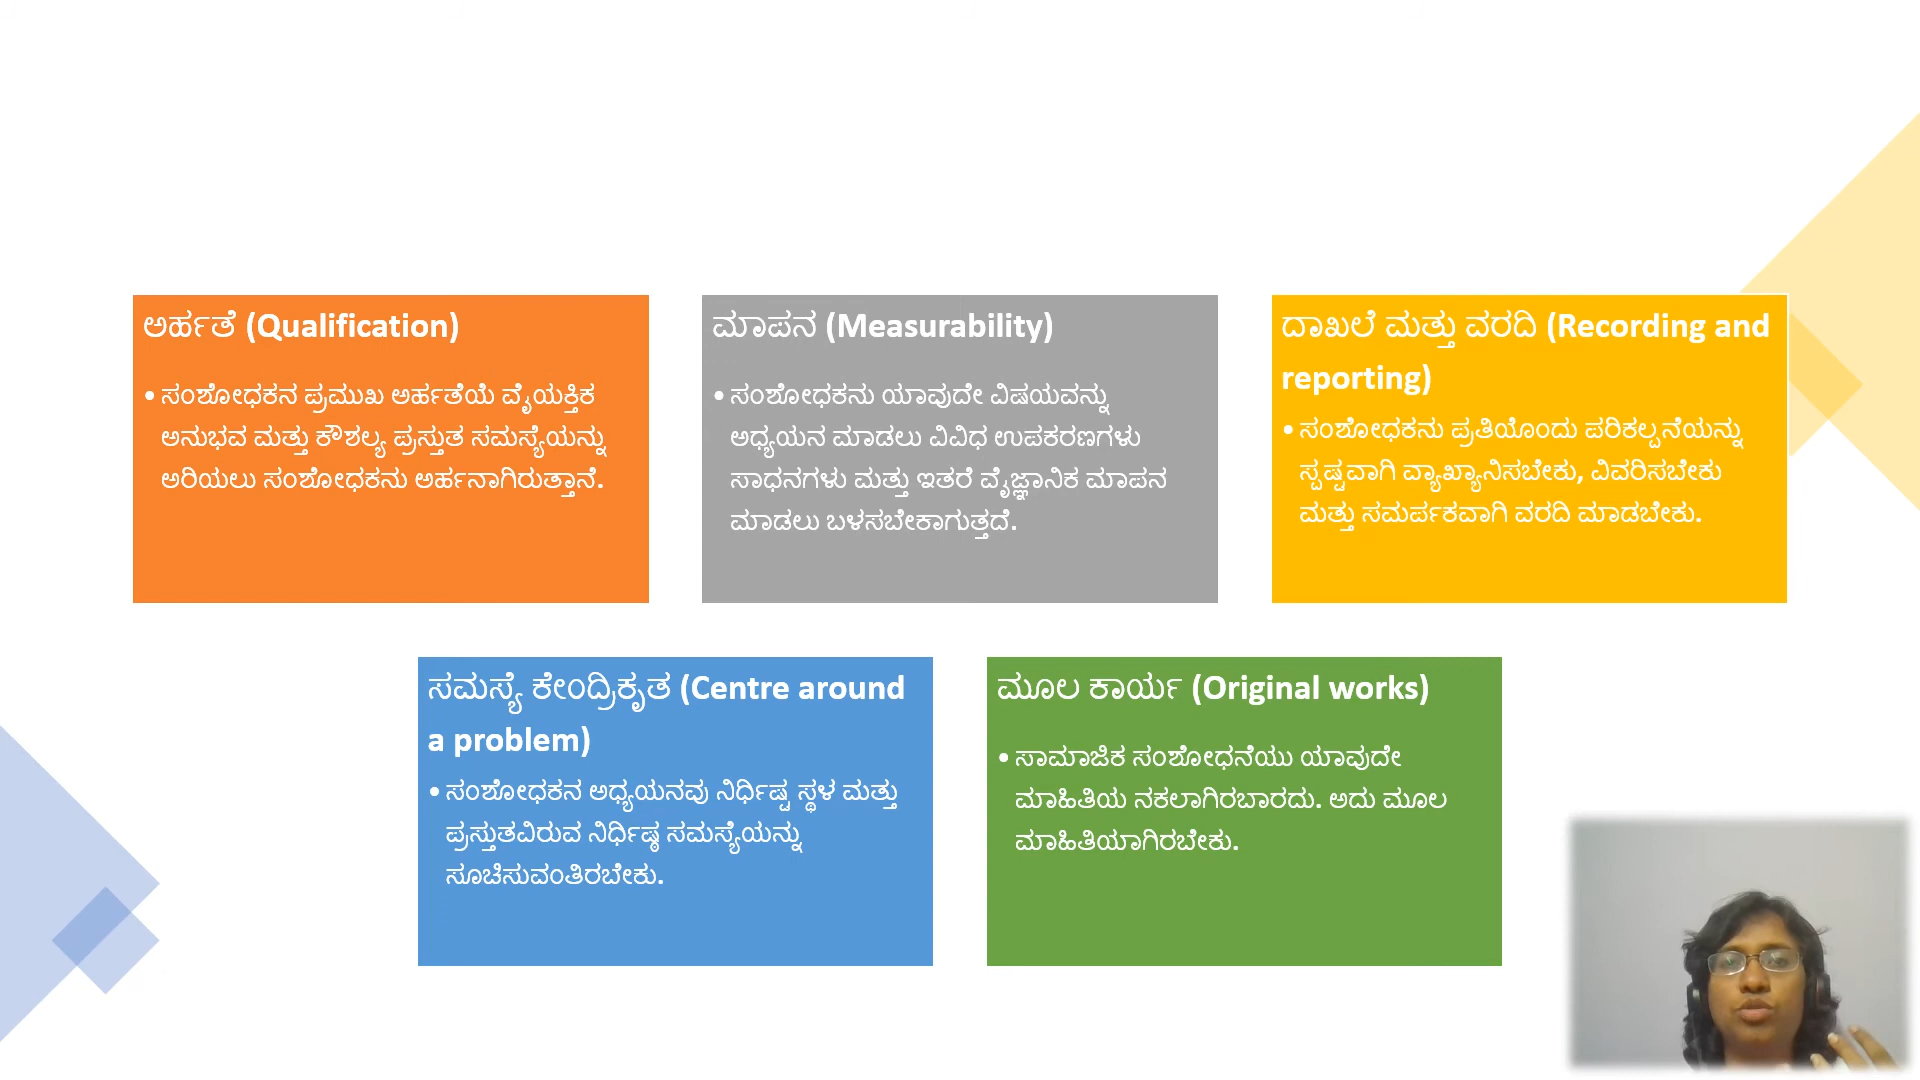 ಅರ್ಹತೆ (Qualification)
• ಸಂಶೋಧಕನ ಪ್ರಮುಖ ಅರ್ಹತೆಯೆ ವೈಯಕ್ತಿಕ
ಅನುಭವ ಮತ್ತು ಕೌಶಲ್ಯ ಪ್ರಸ್ತುತ ಸಮಸ್ಯೆಯನ್ನು
ಅರಿಯಲು ಸಂಶೋಧಕನು ಅರ್ಹನಾಗಿರುತ್ತಾನೆ.
ಮಾಪನ (Measurability)
• ಸಂಶೋಧಕನು ಯಾವುದೇ ವಿಷಯವನ್ನು
ಅಧ್ಯಯನ ಮಾಡಲು ವಿವಿಧ ಉಪಕರಣಗಳು
ಸಾಧನಗಳು ಮತ್ತು ಇತರೆ ವೈಜ್ಞಾನಿಕ ಮಾಪನ
ಮಾಡಲು ಬಳಸಬೇಕಾಗುತ್ತದೆ.
ದಾಖಲೆ ಮತ್ತು ವರದಿ (Recording and
reporting)
• ಸಂಶೋಧಕನು ಪ್ರತಿಯೊಂದು ಪರಿಕಲ್ಪನೆಯನ್ನು
ಸ್ಪಷ್ಟವಾಗಿ ವ್ಯಾಖ್ಯಾನಿಸಬೇಕು, ವಿವರಿಸಬೇಕು
ಮತ್ತು ಸಮರ್ಪಕವಾಗಿ ವರದಿ ಮಾಡಬೇಕು.
ಸಮಸ್ಯೆ ಕೇಂದ್ರಿಕೃತ (Centre around
a problem)
• ಸಂಶೋಧಕನ ಅಧ್ಯಯನವು ನಿರ್ಧಿಷ್ಟ ಸ್ಥಳ ಮತ್ತು
ಪ್ರಸ್ತುತವಿರುವ ನಿರ್ಧಿಷ್ಠ ಸಮಸ್ಯೆಯನ್ನು
ಸೂಚಿಸುವಂತಿರಬೇಕು.
ಮೂಲ ಕಾರ್ಯ (Original works)
• ಸಾಮಾಜಿಕ ಸಂಶೋಧನೆಯು ಯಾವುದೇ
ಮಾಹಿತಿಯ ನಕಲಾಗಿರಬಾರದು. ಅದು ಮೂಲ
ಮಾಹಿತಿಯಾಗಿರಬೇಕು.